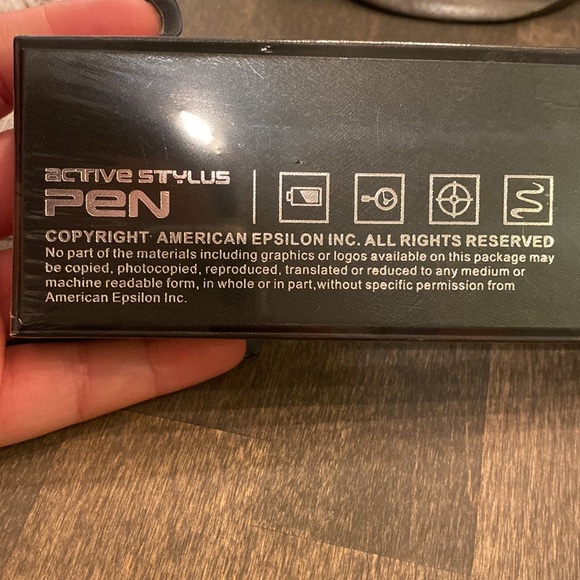 ACTIVE STYLUS
PEN
COPYRIGHT AMERICAN EPSILON INC. ALL RIGHTS RESERVED
No part of the materials including graphics or logos available on this package may
be copied, photocopied, reproduced, translated or reduced to any medium or
machine readable form, in whole or in part,without specific permission from
American Epsilon Inc.